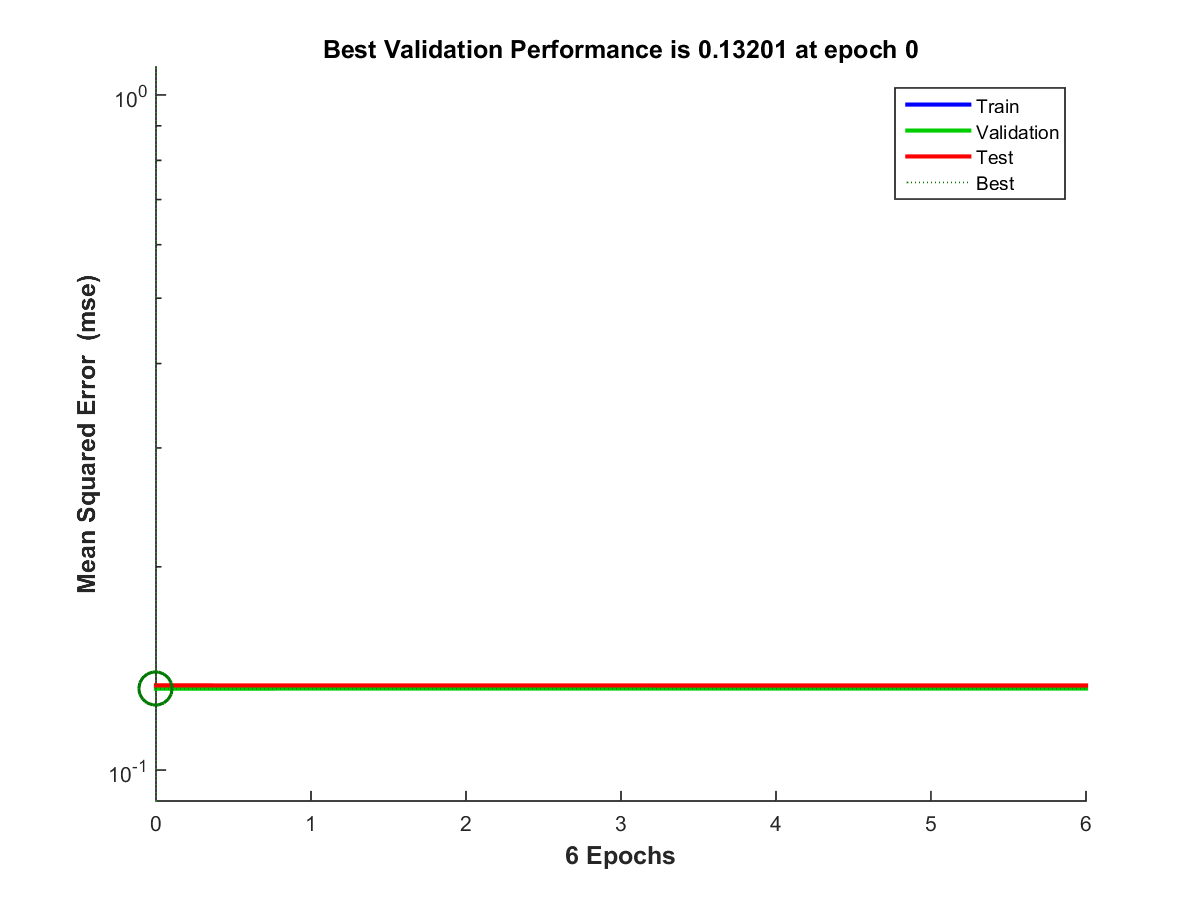 Best Validation Performance is 0.13201 at epoch 0
10^0
Train
Validation
Test
Best
Mean Squared Error (mse)
10^-1
0 1 2 3 4 5 6
6 Epochs